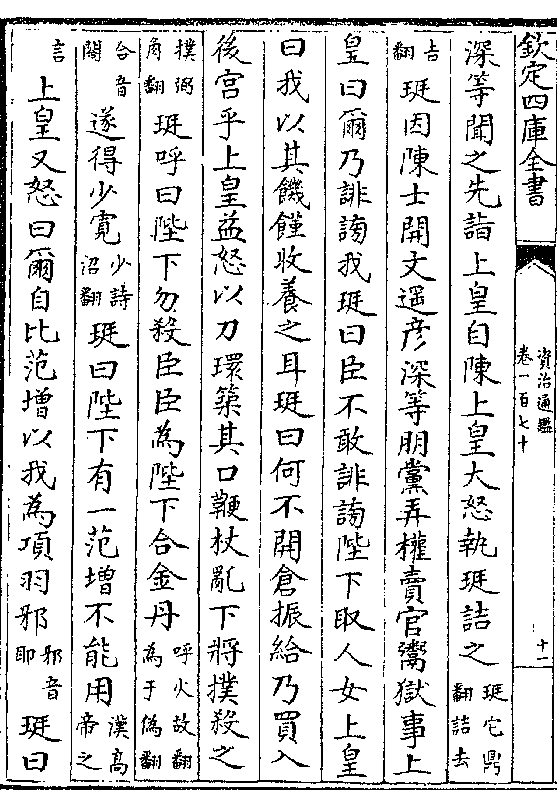 欽定四庫全書
資治通鑑
卷一百七十
十一
深等聞之先詣上皇自陳上皇大怒執珽詰之珽它鼎翻詰去
吉翻珽因陳士開文遙彦深等朋黨弄權賣官鬻獄事上
皇曰爾乃誹謗我珽曰臣不敢誹謗陛下取人女上皇
曰我以其饑饉收養之耳珽曰何不開倉振給乃買入
後宫乎上皇益怒以刀環築其口鞭杖亂下將撲殺之
撲弼角翻珽呼曰陛下勿殺臣臣為陛下合金丹呼火故翻為于偽翻
合音閤遂得少寛少詩沼翻珽曰陛下有一范增不能用漢高帝之
言上皇又怒曰爾自比范增以我為項羽邪邪音耶珽曰